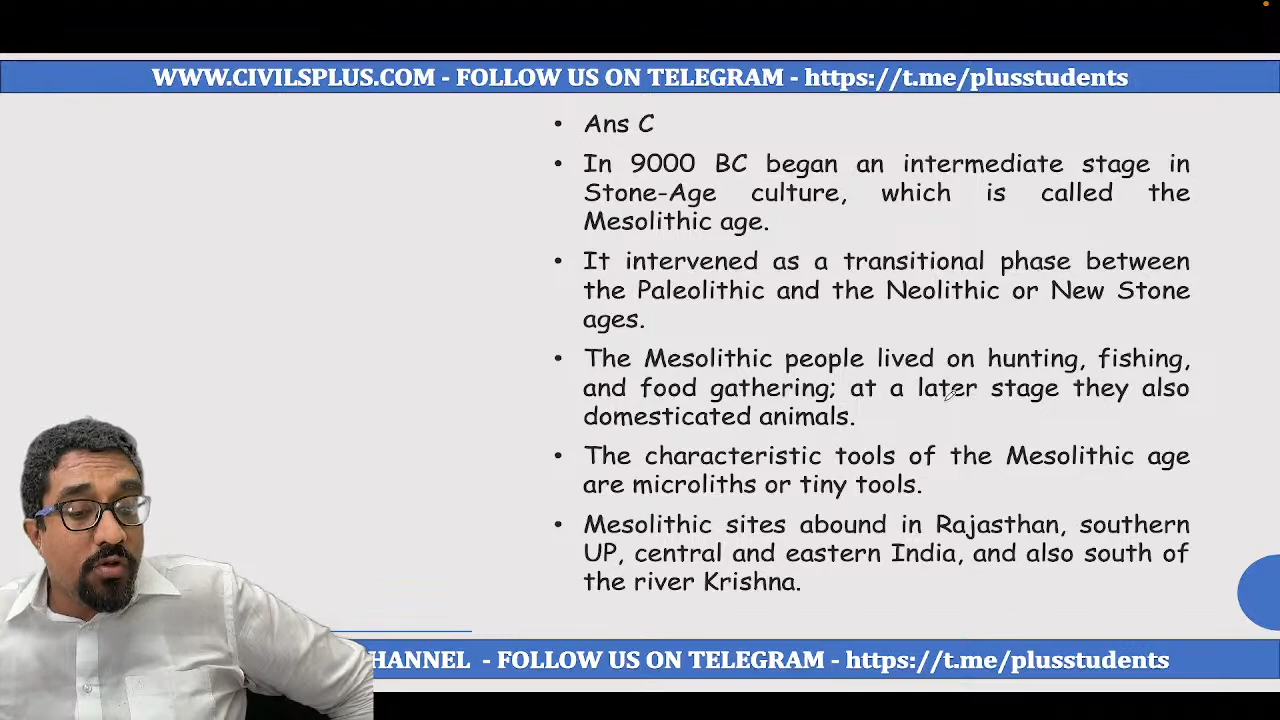 WWW.CIVILSPLUS.COM - FOLLOW US ON TELEGRAM - https://t.me/plusstudents
• Ans C
• In 9000 BC began an intermediate stage in
Stone-Age culture, which is called the
Mesolithic age.
• It intervened as a transitional phase between
the Paleolithic and the Neolithic or New Stone
ages.
• The Mesolithic people lived on hunting, fishing,
and food gathering; at a later stage they also
domesticated animals.
• The characteristic tools of the Mesolithic age
are microliths or tiny tools.
• Mesolithic sites abound in Rajasthan, southern
UP, central and eastern India, and also south of
the river Krishna.
HANNEL - FOLLOW US ON TELEGRAM - https://t.me/plusstudents